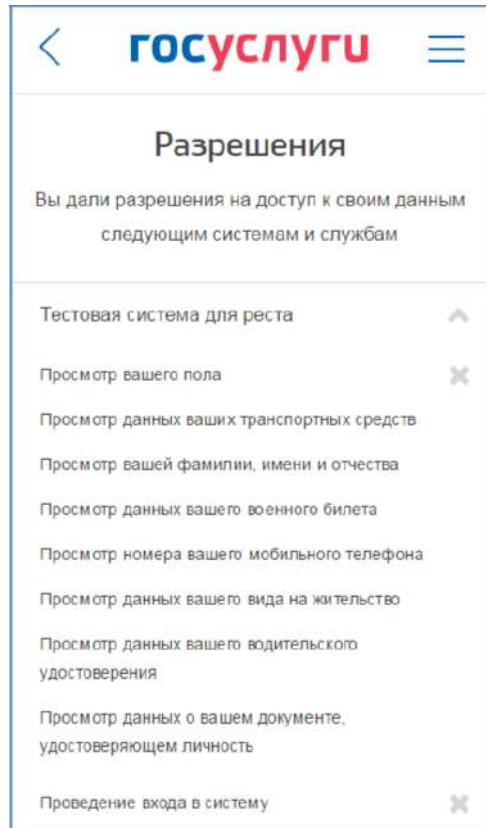 госуслуги
Разрешения
Вы дали разрешения на доступ к своим данным
следующим системам и службам
Тестовая система для реста
Просмотр вашего пола
Просмотр данных ваших транспортных средств
Просмотр вашей фамилии, имени и отчества
Просмотр данных вашего военного билета
Просмотр номера вашего мобильного телефона
Просмотр данных вашего вида на жительство
Просмотр данных вашего водительского
удостоверения
Просмотр данных о вашем документе,
удостоверяющем личность
Проведение входа в систему